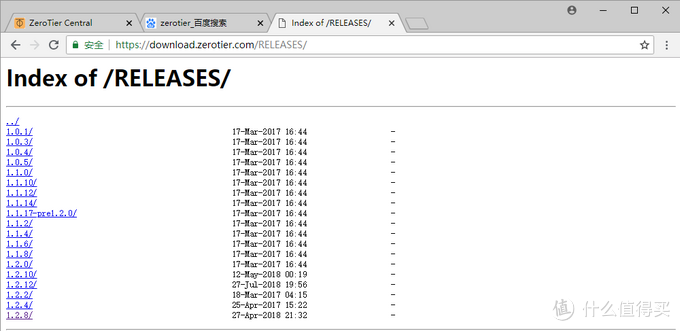 ZeroTier Central
zerotier_百度搜索
Index of /RELEASES/
安全 https://download.zerotier.com/RELEASES/
Index of /RELEASES/
../
1.0.1/ 17-Mar-2017 16:44 -
1.0.3/ 17-Mar-2017 16:44 -
1.0.4/ 17-Mar-2017 16:44 -
1.0.5/ 17-Mar-2017 16:44 -
1.1.0/ 17-Mar-2017 16:44 -
1.1.10/ 17-Mar-2017 16:44 -
1.1.12/ 17-Mar-2017 16:44 -
1.1.14/ 17-Mar-2017 16:44 -
1.1.17-pre1.2.0/ 17-Mar-2017 16:44 -
1.1.2/ 17-Mar-2017 16:44 -
1.1.4/ 17-Mar-2017 16:44 -
1.1.6/ 17-Mar-2017 16:44 -
1.1.8/ 17-Mar-2017 16:44 -
1.2.0/ 17-Mar-2017 16:44 -
1.2.10/ 12-May-2018 00:19 -
1.2.12/ 27-Jul-2018 19:56 -
1.2.2/ 18-Mar-2017 04:15 -
1.2.4/ 25-Apr-2017 15:22 -
1.2.8/ 27-Apr-2018 21:32 -
值 什么值得买